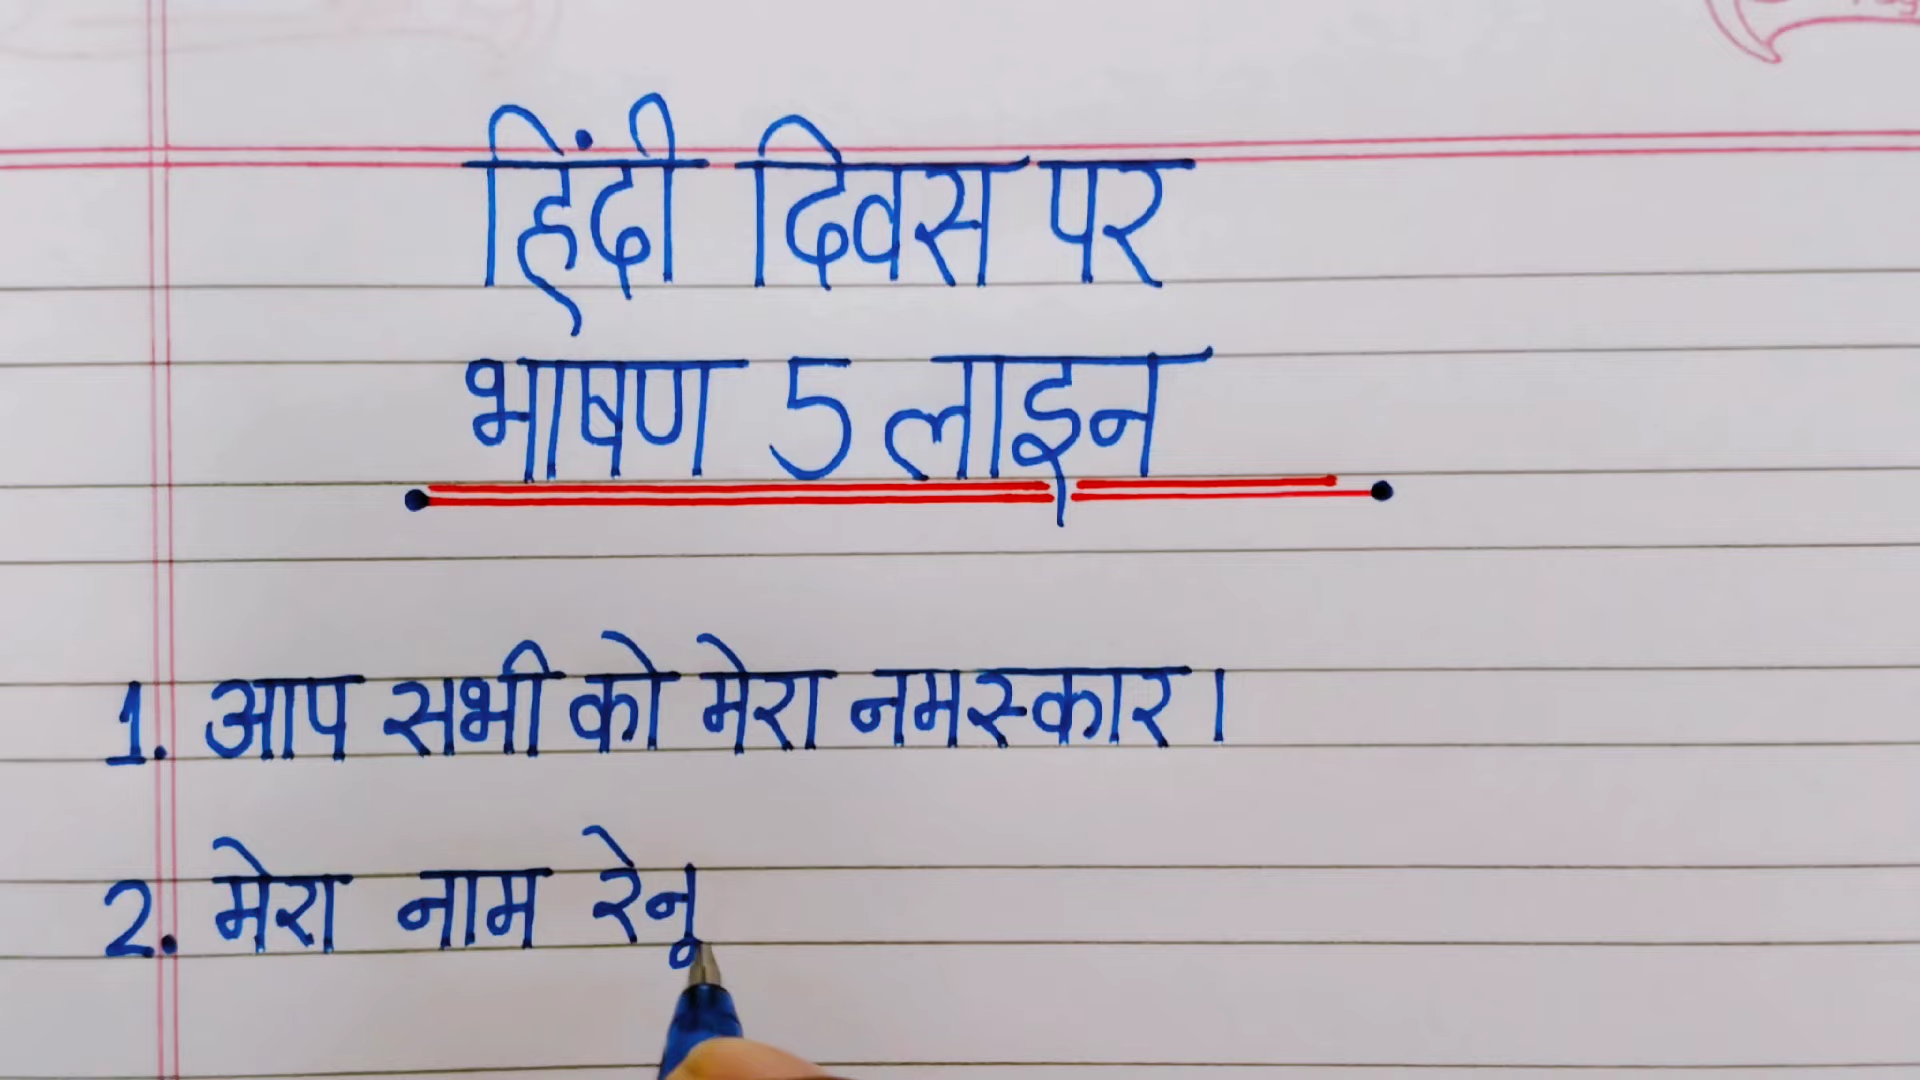 हिंदी दिवस पर
भाषण 5 लाइन
1. आप सभी को मेरा नमस्कार।
2. मेरा नाम रेनू